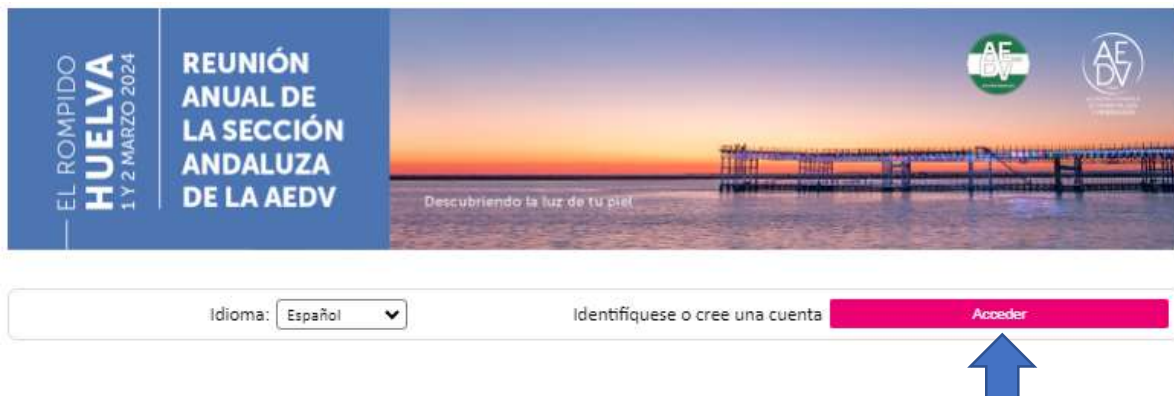 EL ROMPIDO
HUELVA
1 Y 2 MARZO 2024
REUNIÓN
ANUAL DE
LA SECCIÓN
ANDALUZA
DE LA AEDV
Descubriendo la luz de tu piel
AE
DV
AE
DV
Idioma: Español
Identifíquese o cree una cuenta
Acceder